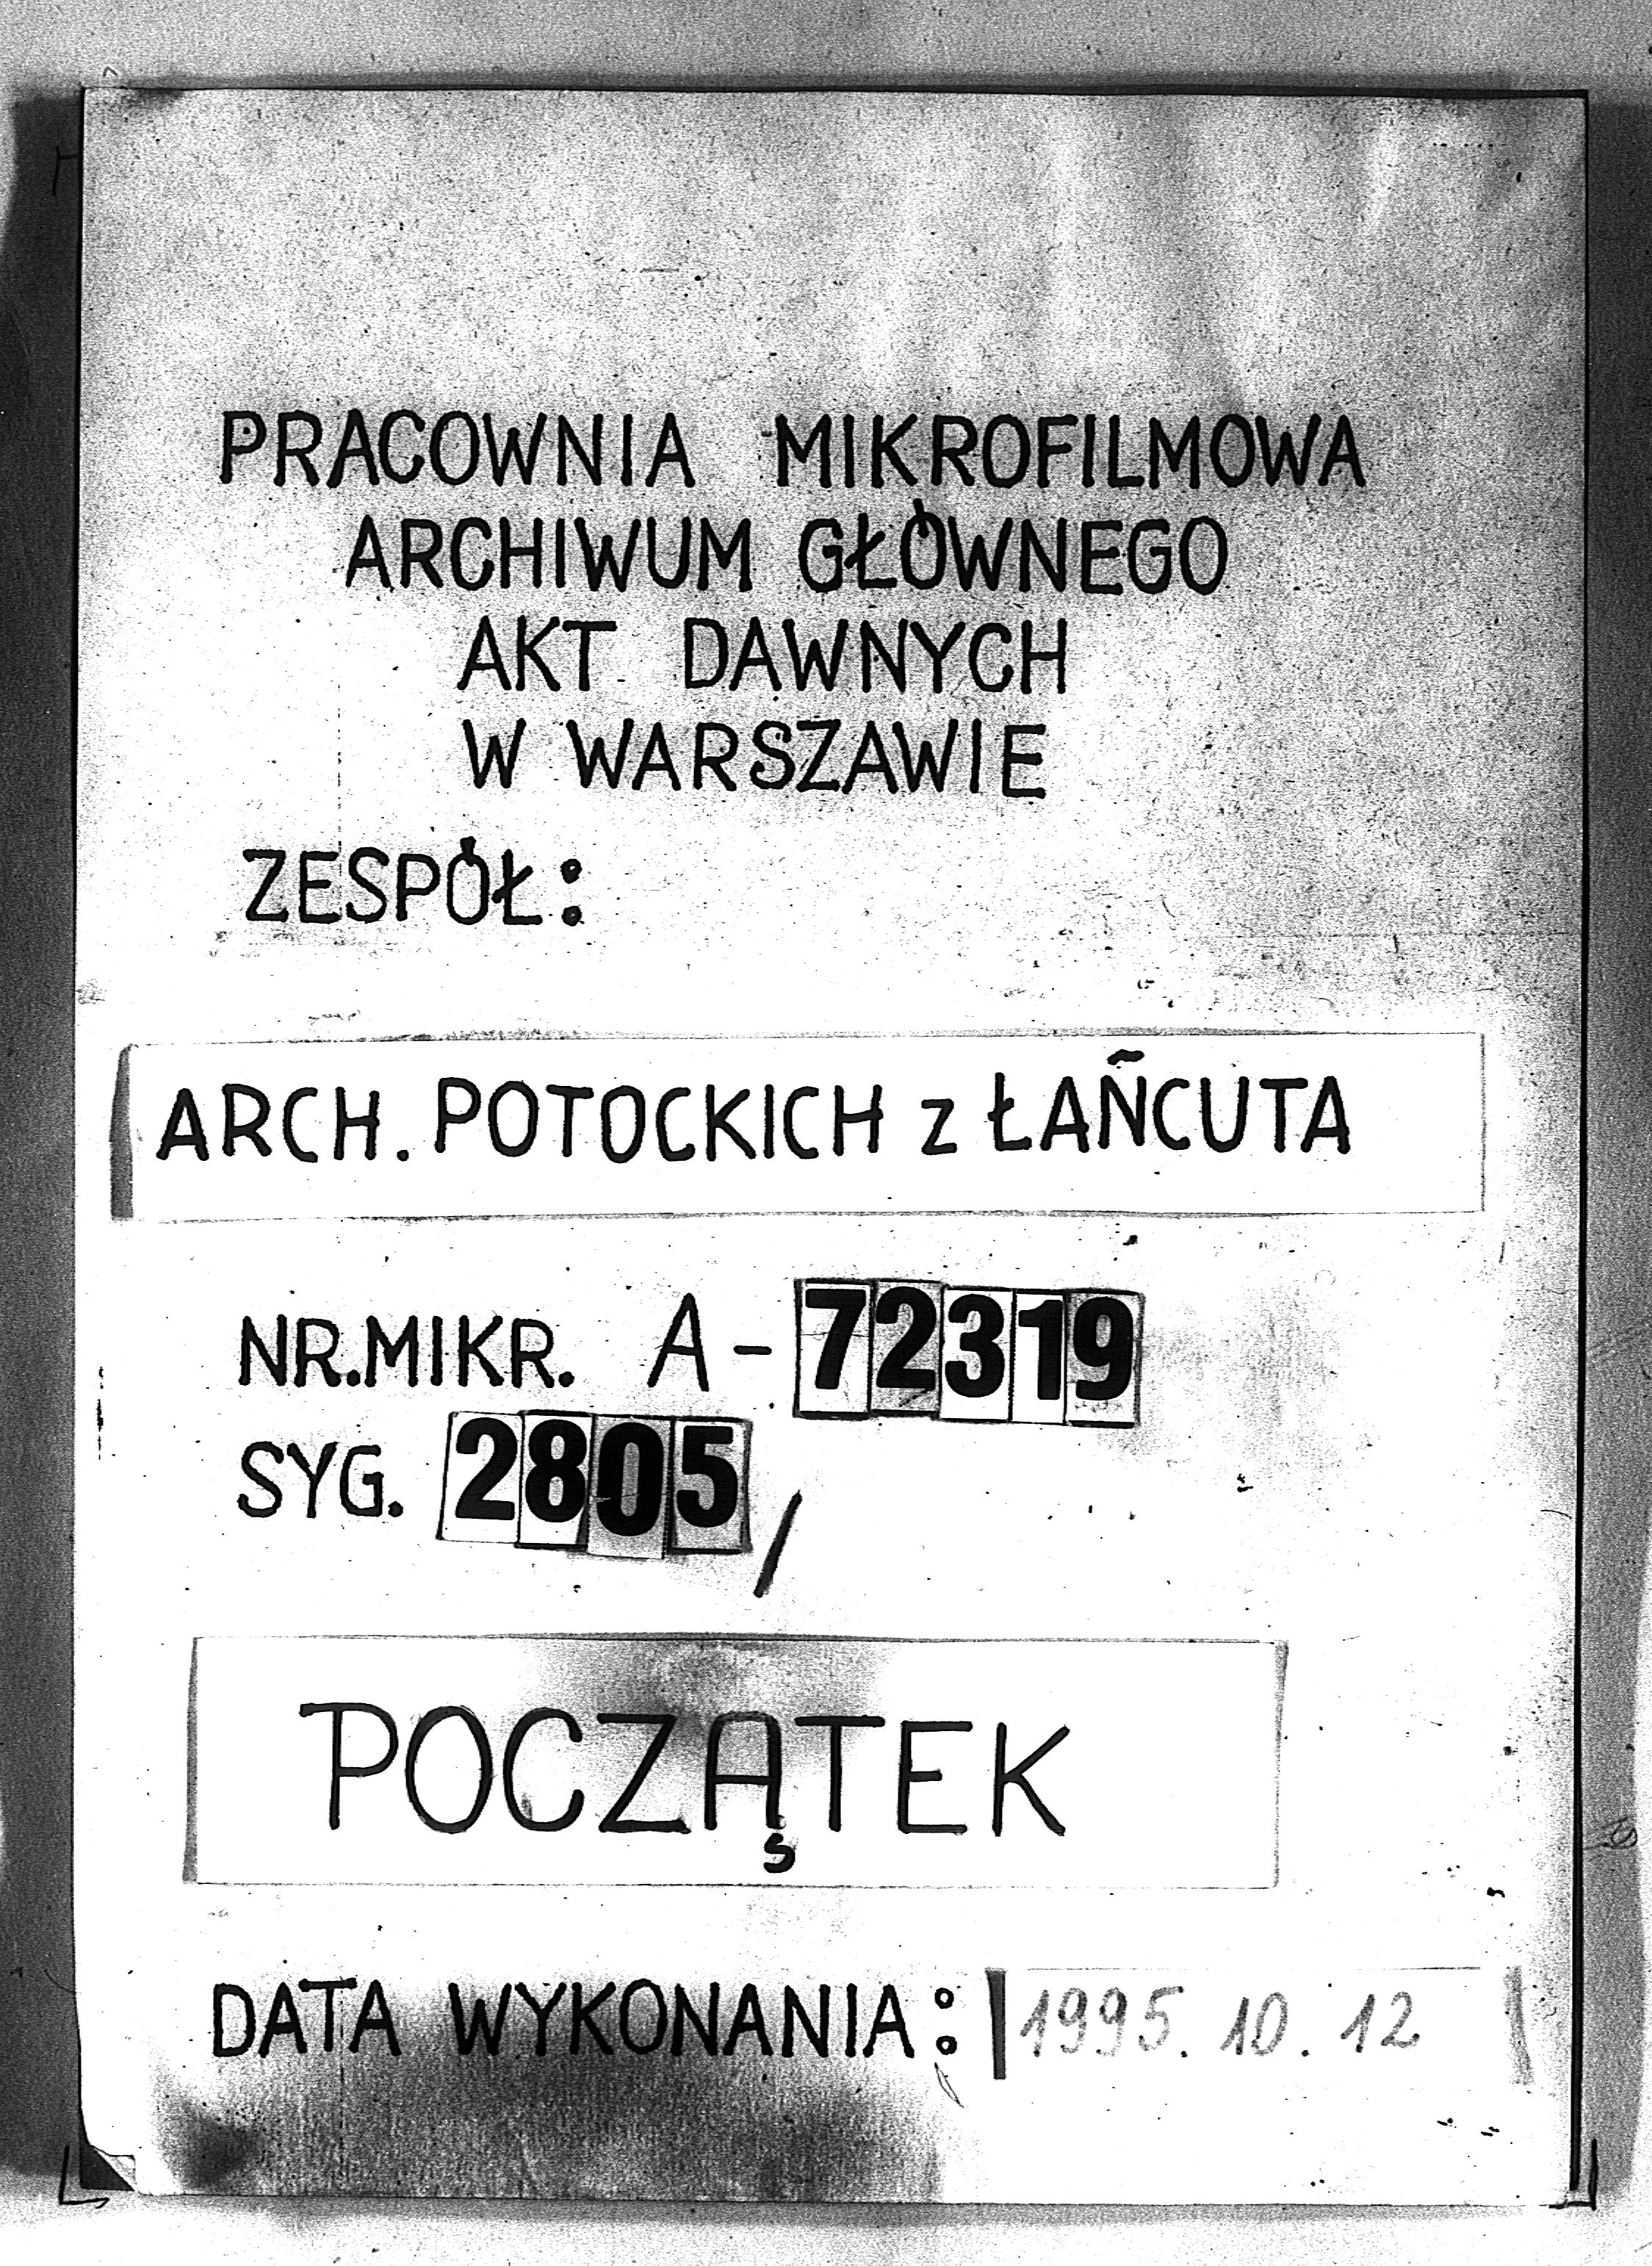 PRACOWNIA MIKROFILMOWA
ARCHIWUM GŁÓWNEGO
AKT DAWNYCH
W WARSZAWIE
ZESPÓŁ:
ARCH. POTOCKICH z ŁAŃCUTA
NR.MIKR. A-72319
SYG. 2805/
POCZĄTEK
DATA WYKONANIA: 1995.10.12